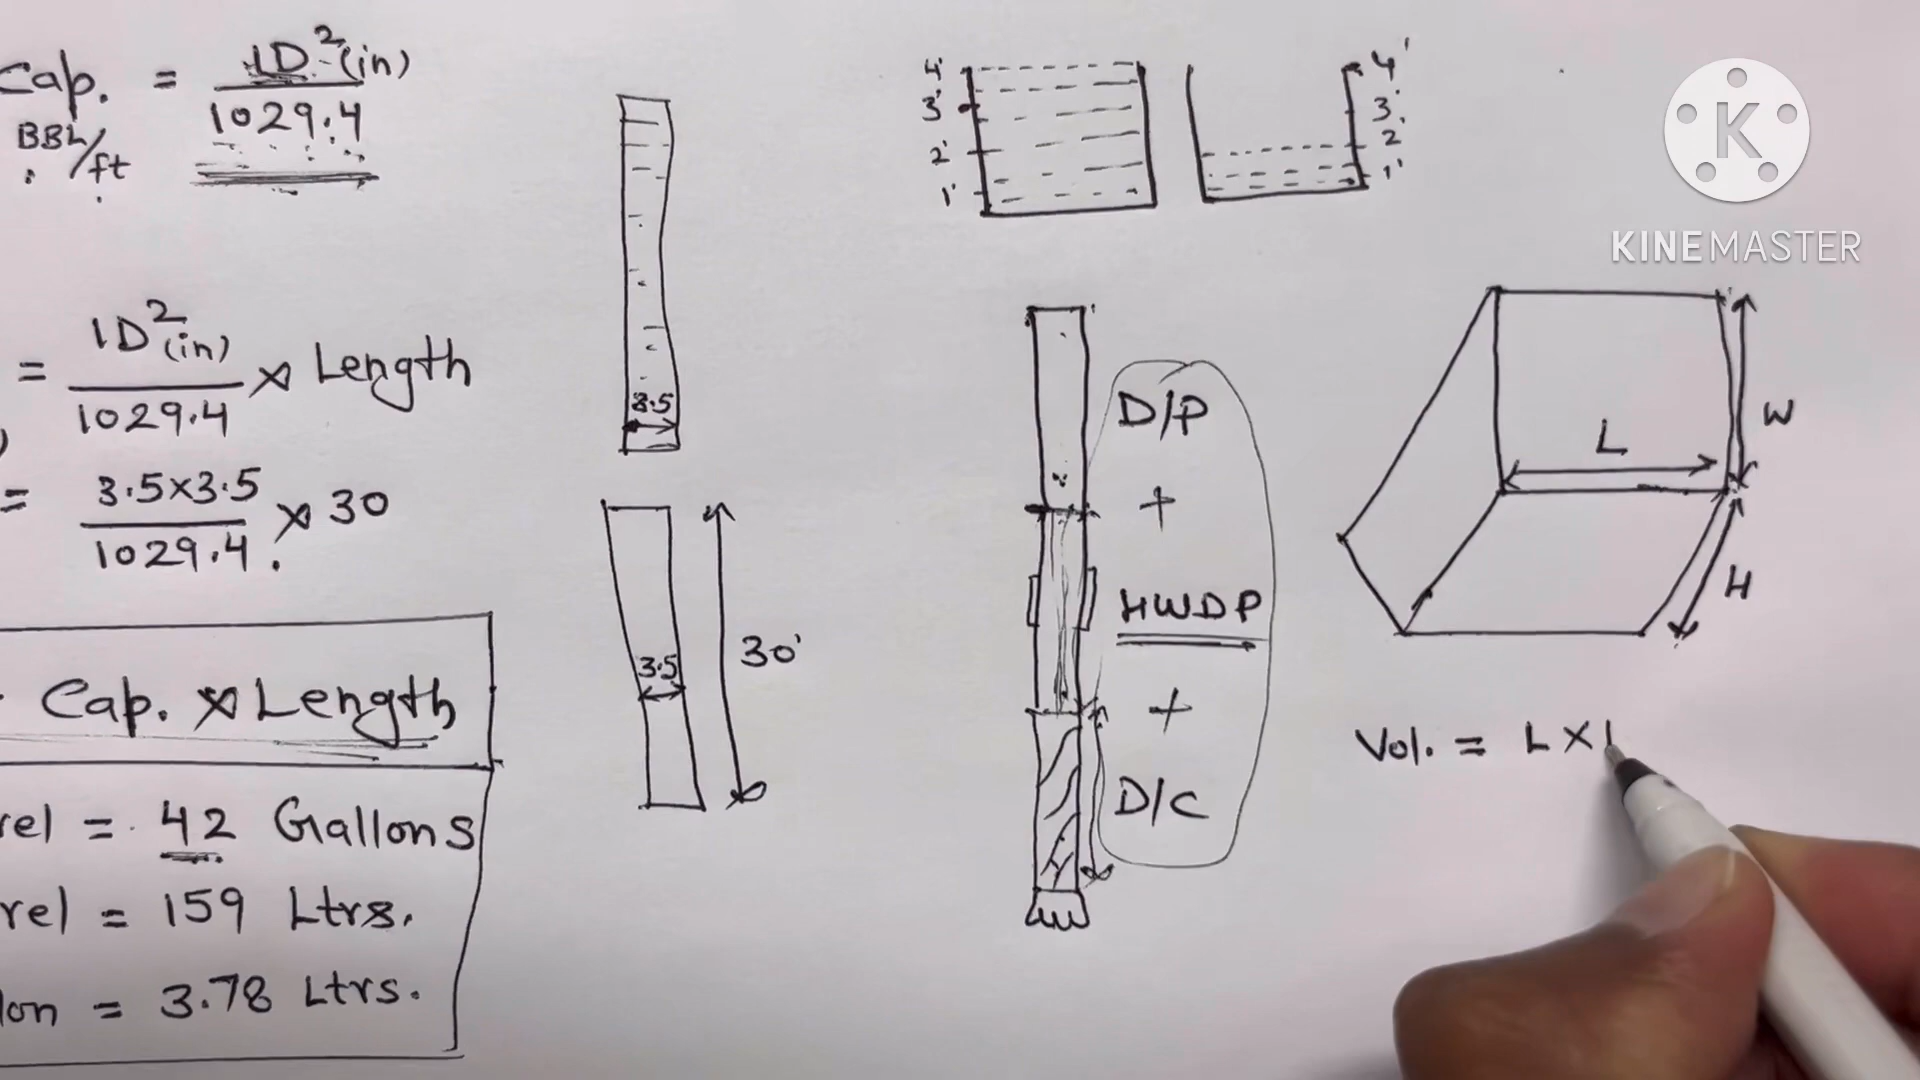 Cap. = ID²(in)
1029.4
BBL/ft
= ID²(in) × Length
1029.4
= 3.5×3.5 × 30
1029.4
Cap. × Length
rel = 42 Gallons
rel = 159 Ltrs.
lon = 3.78 Ltrs.
3.5
3.5
30'
4'
3'
2'
1'
4'
3'
2
1'
D/P
+
HWDP
+
D/C
W
L
H
Vol. = L ×
K
KINEMASTER